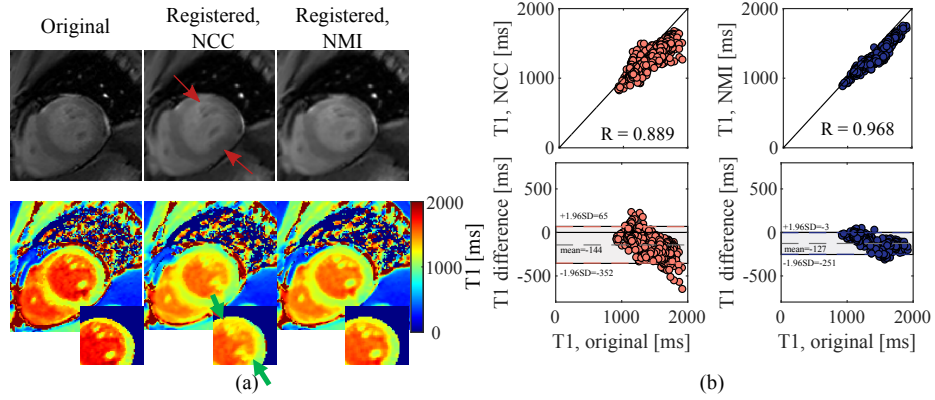 Original
Registered,
NCC
Registered,
NMI
2000
1000
0
T1 [ms]
(a)
2000
1000
0
T1, NCC [ms]
R = 0.889
2000
1000
0
T1, NMI [ms]
R = 0.968
500
0
-500
T1 difference [ms]
+1.96SD=65
mean=-144
-1.96SD=-352
0
1000
2000
T1, original [ms]
500
0
-500
T1 difference [ms]
+1.96SD=-3
mean=-127
-1.96SD=-251
0
1000
2000
T1, original [ms]
(b)